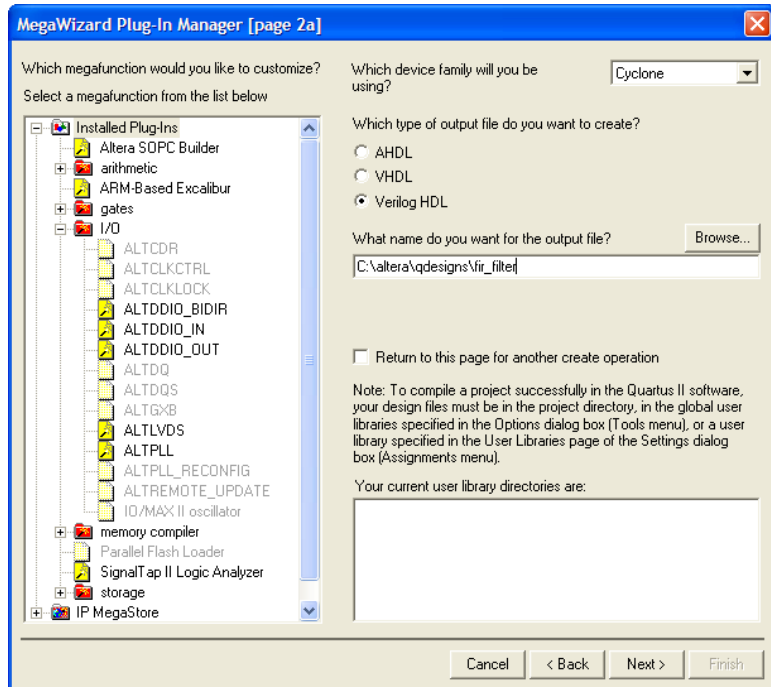 MegaWizard Plug-In Manager [page 2a]
Which megafunction would you like to customize?
Select a megafunction from the list below
Installed Plug-Ins
Altera SOPC Builder
arithmetic
ARM-Based Excalibur
gates
I/O
ALTCDR
ALTCLKCTRL
ALTCLKLOCK
ALTDDIO_BIDIR
ALTDDIO_IN
ALTDDIO_OUT
ALTDQ
ALTDQS
ALTGXB
ALTLVDS
ALTPLL
ALTPLL_RECONFIG
ALTREMOTE_UPDATE
IO/MAX II oscillator
memory compiler
Parallel Flash Loader
SignalTap II Logic Analyzer
storage
IP MegaStore
Which device family will you be
using?
Cyclone
Which type of output file do you want to create?
AHDL
VHDL
Verilog HDL
What name do you want for the output file?
Browse...
C:\altera\qdesigns\fir_filter
Return to this page for another create operation
Note: To compile a project successfully in the Quartus II software,
your design files must be in the project directory, in the global user
libraries specified in the Options dialog box (Tools menu), or a user
library specified in the User Libraries page of the Settings dialog
box (Assignments menu).
Your current user library directories are:
Cancel
< Back
Next >
Finish